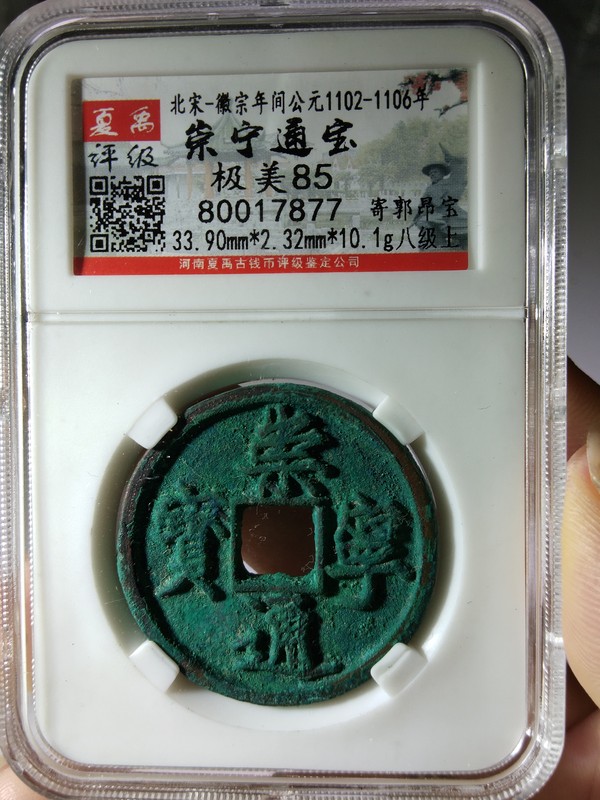 北宋-徽宗年间公元1102-1106年
夏禹
评级
崇宁通宝
极美85
80017877
寄郭昂宝
33.90mm*2.32mm*10.1g八级上
河南夏禹古钱币评级鉴定公司
崇
寶 寧
通